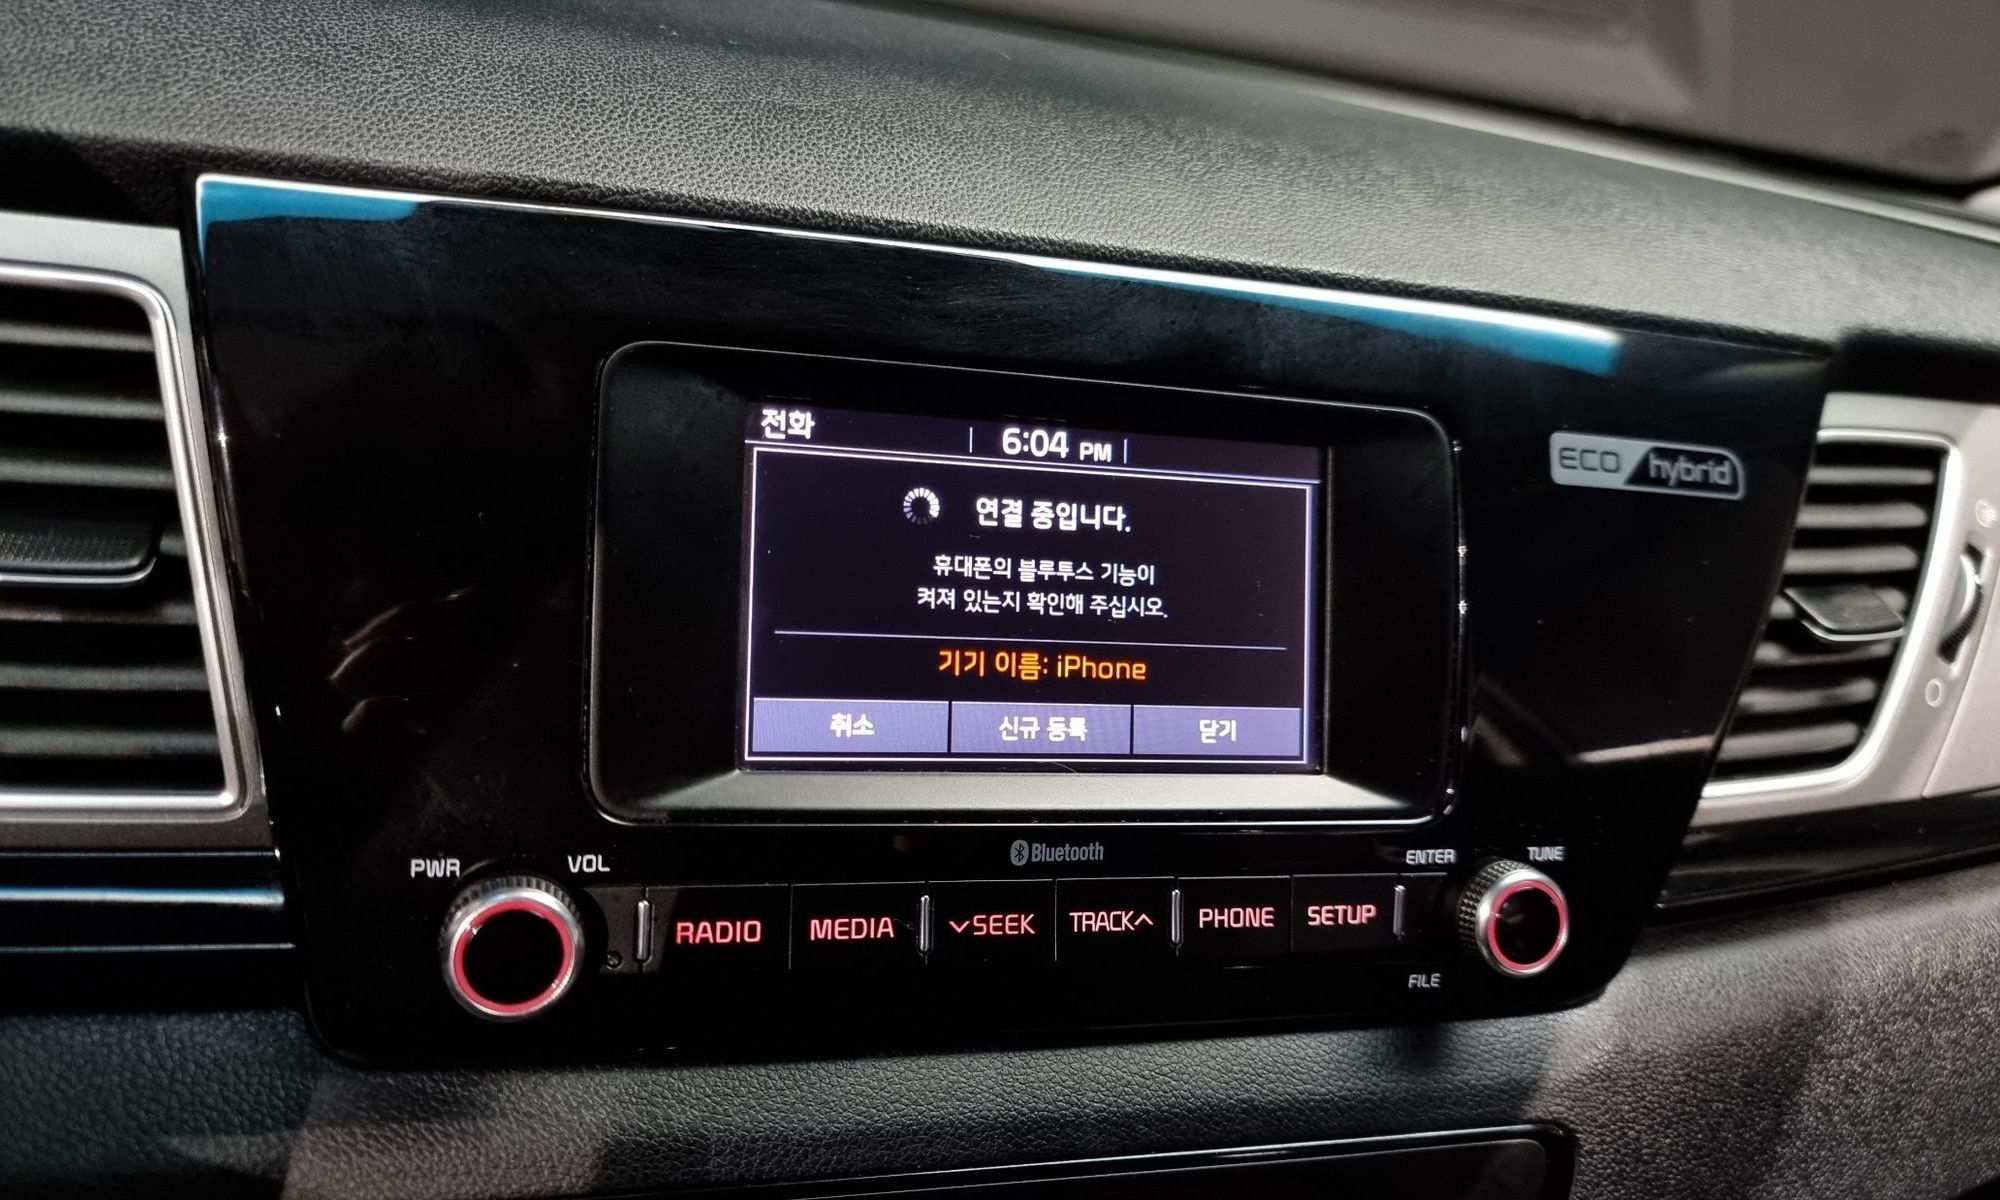 전화
6:04 PM
ECO hybrid
연결 중입니다.
휴대폰의 블루투스 기능이
켜져 있는지 확인해 주십시오.
기기 이름: iPhone
취소 신규 등록 닫기
Bluetooth
PWR VOL
ENTER TUNE
RADIO MEDIA ∨SEEK TRACK∧ PHONE SETUP
FILE